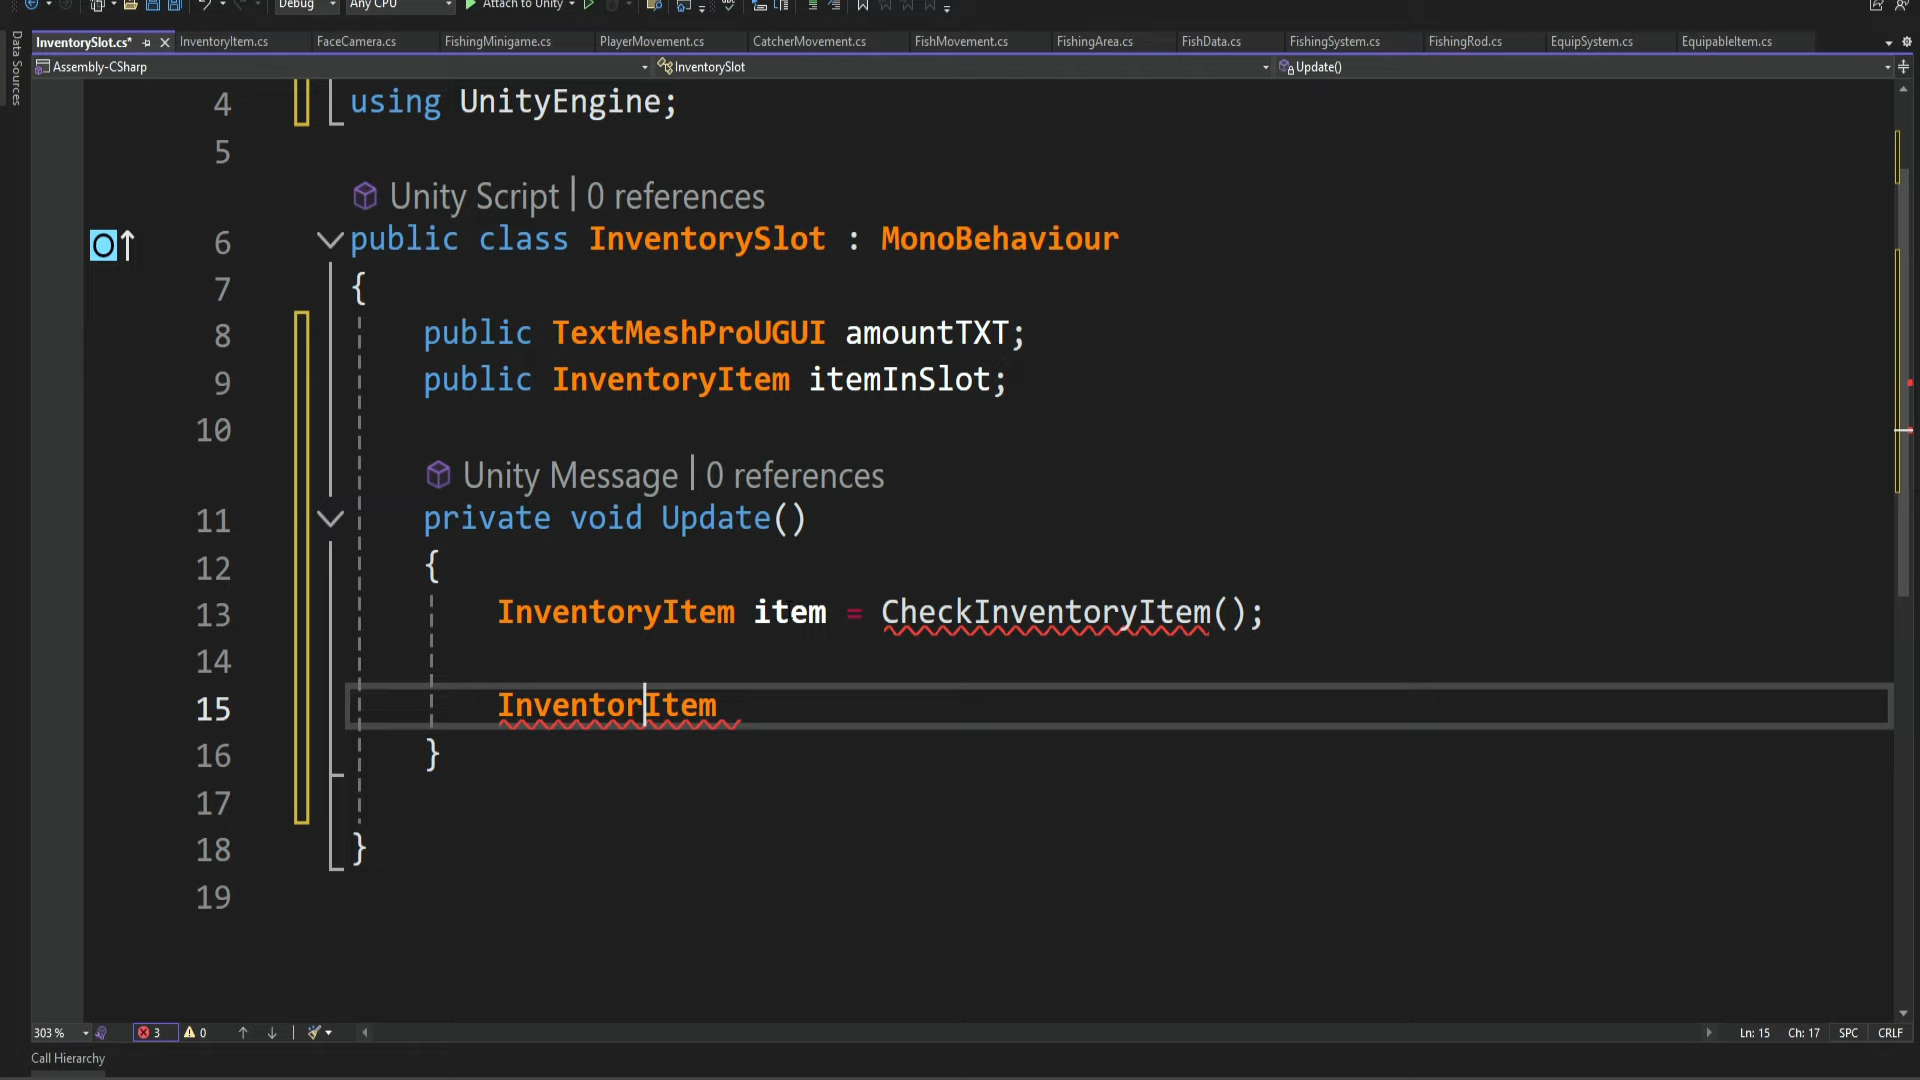 Debug Any CPU Attach to Unity
InventorySlot.cs* InventoryItem.cs FaceCamera.cs FishingMinigame.cs PlayerMovement.cs CatcherMovement.cs FishMovement.cs FishingArea.cs FishData.cs FishingSystem.cs FishingRod.cs EquipSystem.cs EquipableItem.cs
Data Sources
Assembly-CSharp InventorySlot Update()
4 using UnityEngine;
5
Unity Script | 0 references
6 public class InventorySlot : MonoBehaviour
7 {
8 public TextMeshProUGUI amountTXT;
9 public InventoryItem itemInSlot;
10
Unity Message | 0 references
11 private void Update()
12 {
13 InventoryItem item = CheckInventoryItem();
14
15 InventorItem
16 }
17
18 }
19
303 % 3 0 Ln: 15 Ch: 17 SPC CRLF
Call Hierarchy